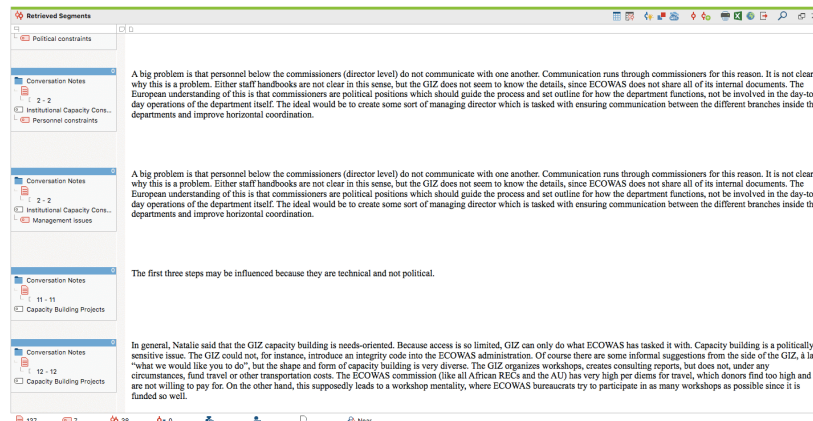 Retrieved Segments
Political constraints
Conversation Notes
2 - 2
Institutional Capacity Cons...
Personnel constraints
A big problem is that personnel below the commissioners (director level) do not communicate with one another. Communication runs through commissioners for this reason. It is not clear
why this is a problem. Either staff handbooks are not clear in this sense, but the GIZ does not seem to know the details, since ECOWAS does not share all of its internal documents. The
European understanding of this is that commissioners are political positions which should guide the process and set outline for how the department functions, not be involved in the day-to
day operations of the department itself. The ideal would be to create some sort of managing director which is tasked with ensuring communication between the different branches inside th
departments and improve horizontal coordination.
Conversation Notes
2 - 2
Institutional Capacity Cons...
Management issues
A big problem is that personnel below the commissioners (director level) do not communicate with one another. Communication runs through commissioners for this reason. It is not clear
why this is a problem. Either staff handbooks are not clear in this sense, but the GIZ does not seem to know the details, since ECOWAS does not share all of its internal documents. The
European understanding of this is that commissioners are political positions which should guide the process and set outline for how the department functions, not be involved in the day-to
day operations of the department itself. The ideal would be to create some sort of managing director which is tasked with ensuring communication between the different branches inside th
departments and improve horizontal coordination.
Conversation Notes
11 - 11
Capacity Building Projects
The first three steps may be influenced because they are technical and not political.
Conversation Notes
12 - 12
Capacity Building Projects
In general, Natalie said that the GIZ capacity building is needs-oriented. Because access is so limited, GIZ can only do what ECOWAS has tasked it with. Capacity building is a politically
sensitive issue. The GIZ could not, for instance, introduce an integrity code into the ECOWAS administration. Of course there are some informal suggestions from the side of the GIZ, à la
“what we would like you to do”, but the shape and form of capacity building is very diverse. The GIZ organizes workshops, creates consulting reports, but does not, under any
circumstances, fund travel or other transportation costs. The ECOWAS commission (like all African RECs and the AU) has very high per diems for travel, which donors find too high and
are not willing to pay for. On the other hand, this supposedly leads to a workshop mentality, where ECOWAS bureaucrats try to participate in as many workshops as possible since it is
funded so well.